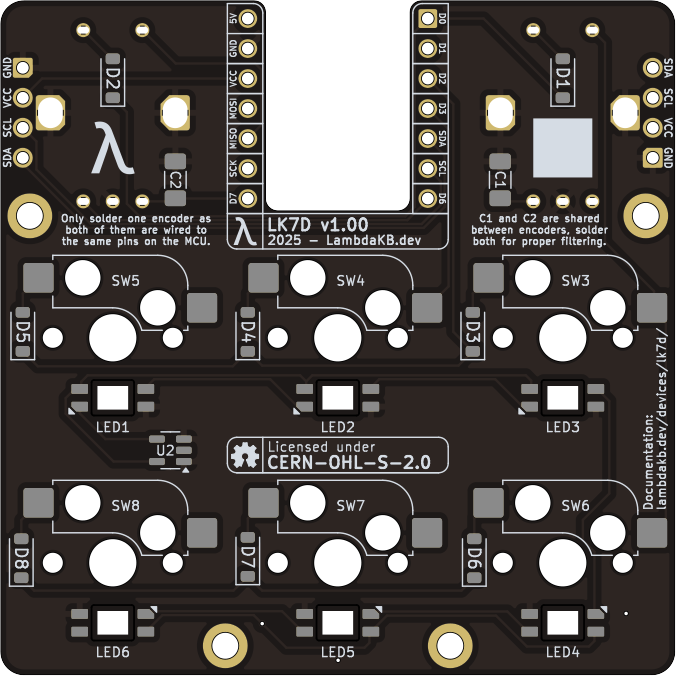 5V
GND
VCC
MOSI
MISO
SCK
D7
D0
D1
D2
D3
SDA
SCL
D6
GND
VCC
SCL
SDA
SDA
SCL
VCC
GND
D2
D1
λ
C2
C1
Only solder one encoder as
both of them are wired to
the same pins on the MCU.
λ
LK7D v1.00
2025 – LambdaKB.dev
C1 and C2 are shared
between encoders, solder
both for proper filtering.
SW5
SW4
SW3
D5
D4
D3
LED1
LED2
LED3
U2
Licensed under
CERN-OHL-S-2.0
Documentation:
lambdakb.dev/devices/lk7d/
SW8
SW7
SW6
D8
D7
D6
LED6
LED5
LED4